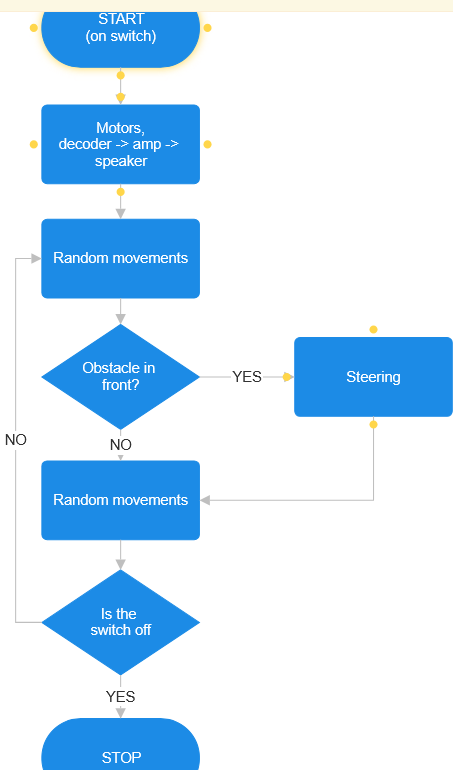 START
(on switch)
Motors,
decoder -> amp ->
speaker
Random movements
Obstacle in
front?
YES
Steering
NO
NO
Random movements
Is the
switch off
YES
STOP